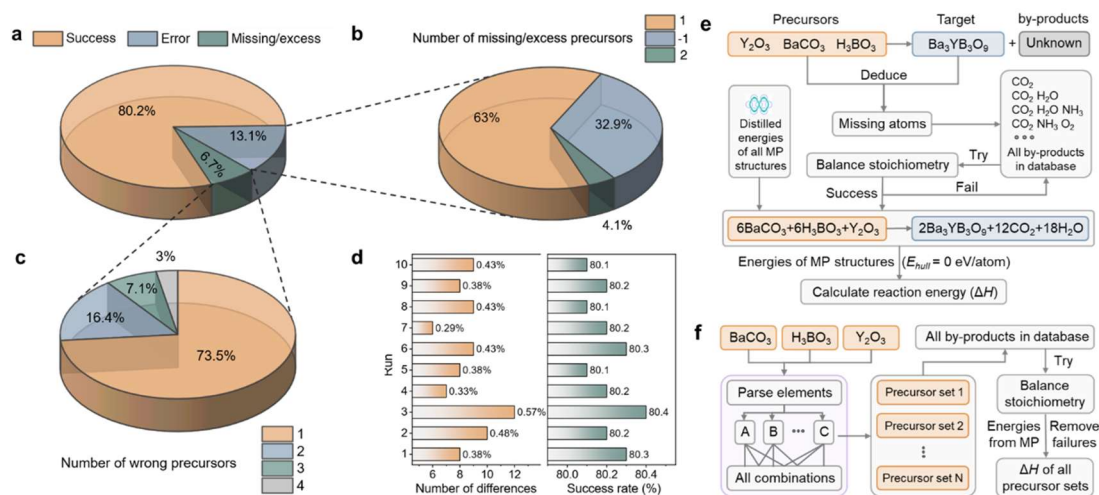 a
Success
Error
Missing/excess
80.2%
13.1%
6.7%
b
Number of missing/excess precursors
1
-1
2
63%
32.9%
4.1%
c
3%
7.1%
16.4%
73.5%
Number of wrong precursors
1
2
3
4
d
Run
10
9
8
7
6
5
4
3
2
1
0.43%
0.38%
0.43%
0.29%
0.43%
0.38%
0.33%
0.57%
0.48%
0.38%
6 8 10 12
Number of differences
80.1
80.2
80.1
80.2
80.3
80.1
80.2
80.4
80.2
80.3
80.0 80.2 80.4
Success rate (%)
e
Precursors
Target
by-products
Y₂O₃ BaCO₃ H₃BO₃
Ba₃YB₃O₉
+
Unknown
Deduce
Distilled
energies
of all MP
structures
Missing atoms
CO₂
CO₂ H₂O
CO₂ H₂O NH₃
CO₂ NH₃ O₂
All by-products
in database
Balance stoichiometry
Try
Success
Fail
6BaCO₃+6H₃BO₃+Y₂O₃
2Ba₃YB₃O₉+12CO₂+18H₂O
Energies of MP structures (E_hull = 0 eV/atom)
Calculate reaction energy (ΔH)
f
BaCO₃
H₃BO₃
Y₂O₃
Parse elements
A
B
•••
C
All combinations
Precursor set 1
Precursor set 2
Precursor set N
All by-products in database
Try
Balance
stoichiometry
Energies
from MP
Remove
failures
ΔH of all
precursor sets